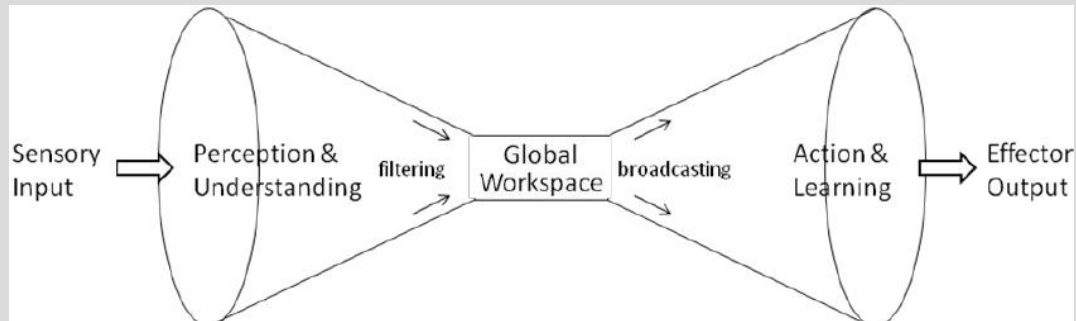 Sensory
Input
Perception &
Understanding
filtering
Global
Workspace
broadcasting
Action &
Learning
Effector
Output